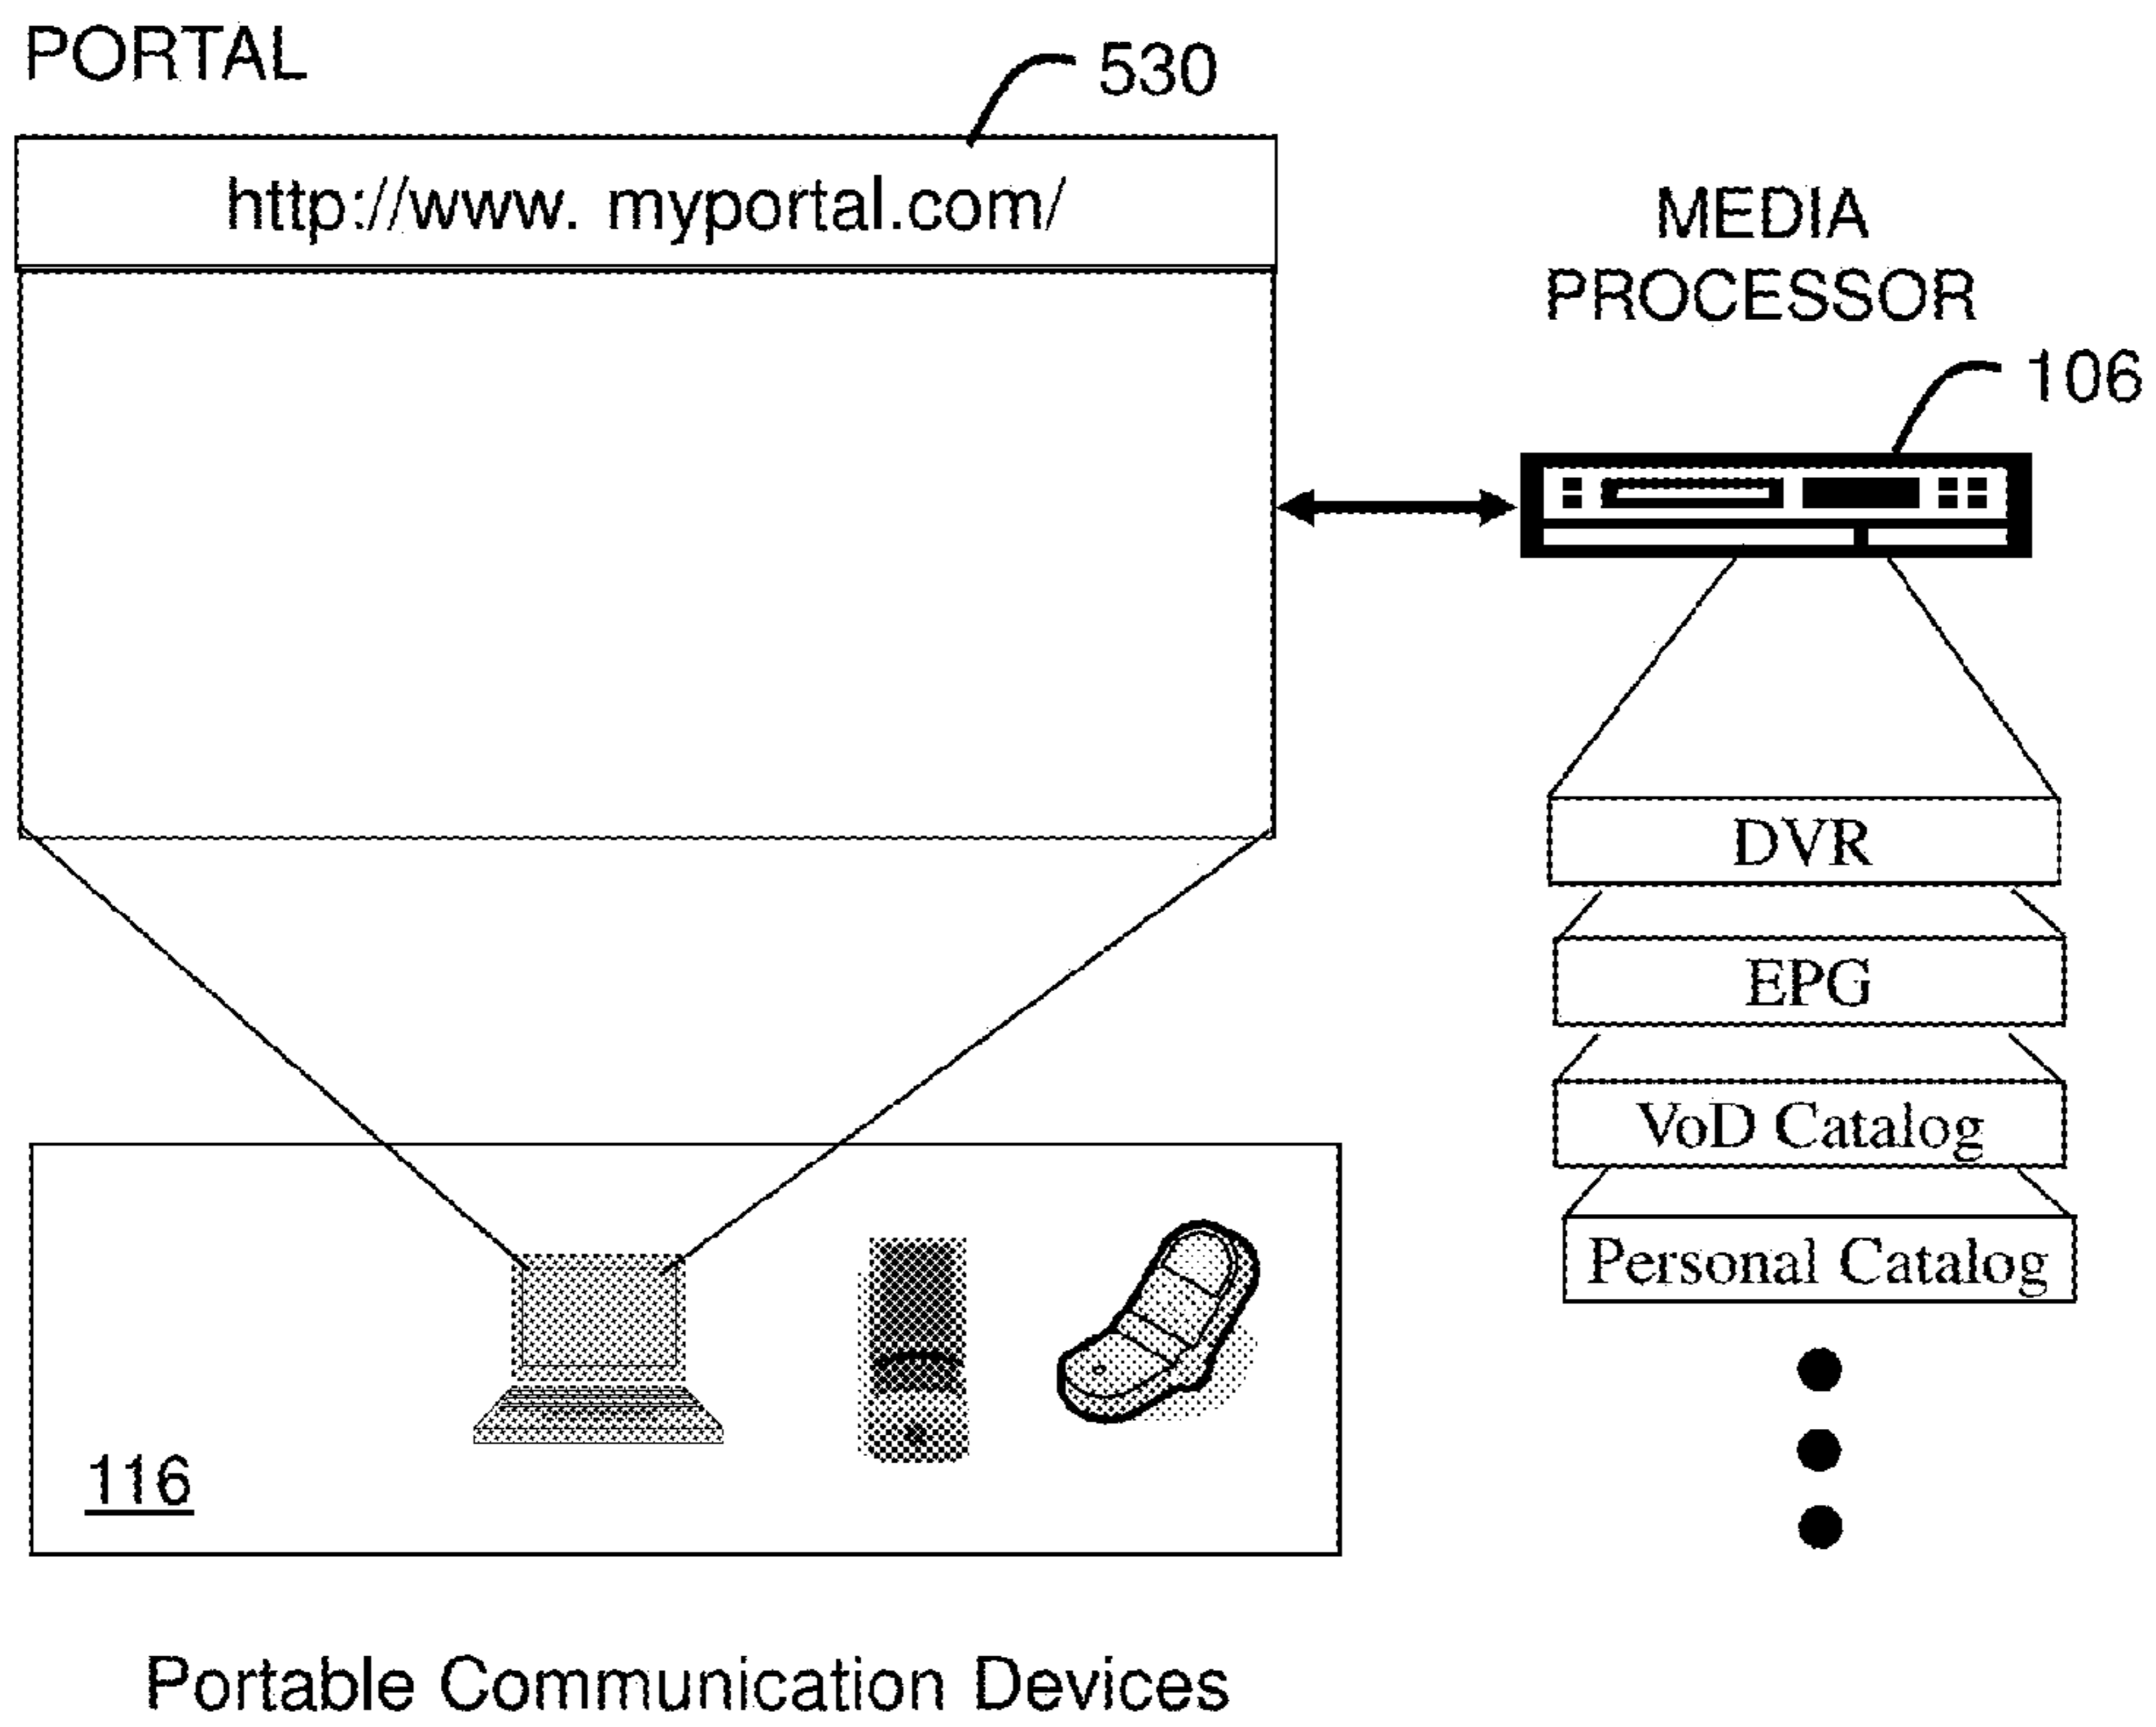 PORTAL
530
http://www. myportal.com/
MEDIA
PROCESSOR
106
DVR
EPG
VoD Catalog
Personal Catalog
116
Portable Communication Devices